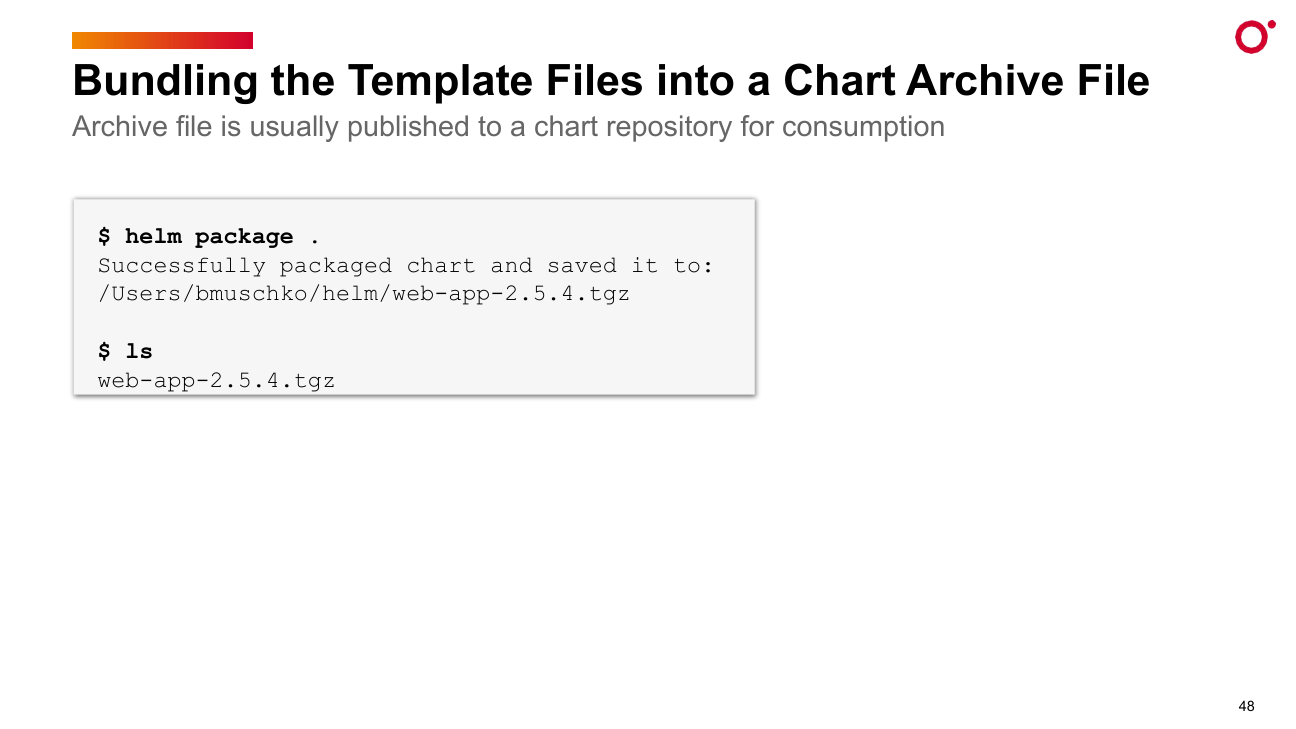 Bundling the Template Files into a Chart Archive File
Archive file is usually published to a chart repository for consumption
$ helm package .
Successfully packaged chart and saved it to:
/Users/bmuschko/helm/web-app-2.5.4.tgz
$ ls
web-app-2.5.4.tgz
48